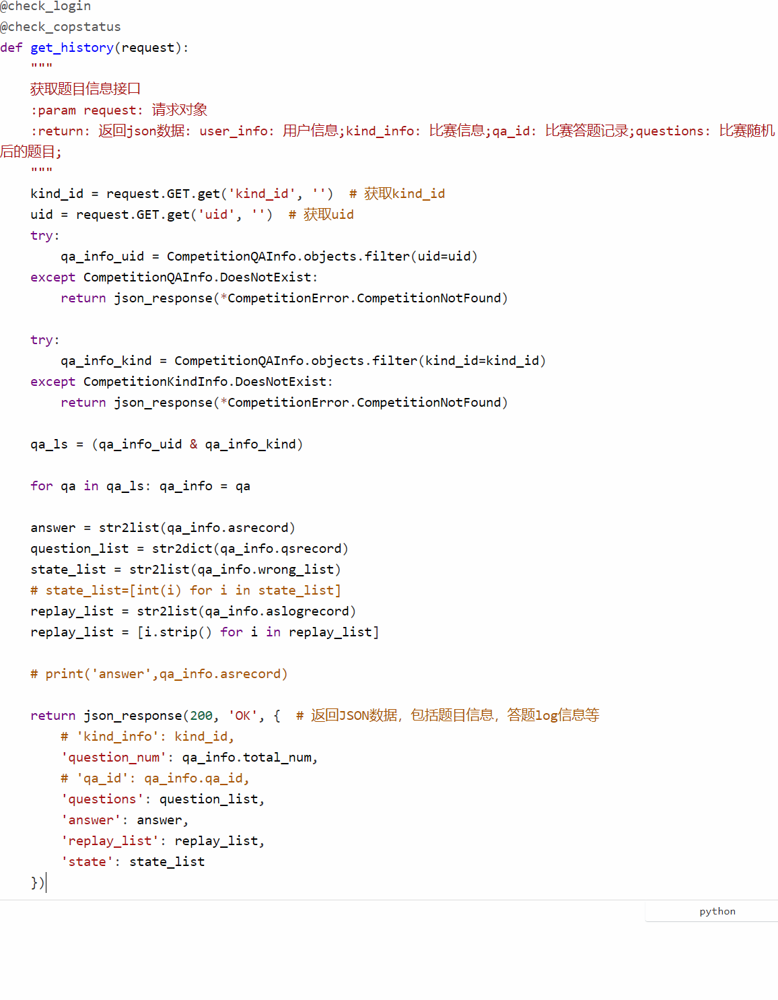 @check_login
@check_copstatus
def get_history(request):
    """
    获取题目信息接口
    :param request: 请求对象
    :return: 返回json数据: user_info: 用户信息;kind_info: 比赛信息;qa_id: 比赛答题记录;questions: 比赛随机
后的题目;
    """
    kind_id = request.GET.get('kind_id', '')  # 获取kind_id
    uid = request.GET.get('uid', '')  # 获取uid
    try:
        qa_info_uid = CompetitionQAInfo.objects.filter(uid=uid)
    except CompetitionQAInfo.DoesNotExist:
        return json_response(*CompetitionError.CompetitionNotFound)

    try:
        qa_info_kind = CompetitionQAInfo.objects.filter(kind_id=kind_id)
    except CompetitionKindInfo.DoesNotExist:
        return json_response(*CompetitionError.CompetitionNotFound)

    qa_ls = (qa_info_uid & qa_info_kind)

    for qa in qa_ls: qa_info = qa

    answer = str2list(qa_info.asrecord)
    question_list = str2dict(qa_info.qsrecord)
    state_list = str2list(qa_info.wrong_list)
    # state_list=[int(i) for i in state_list]
    replay_list = str2list(qa_info.aslogrecord)
    replay_list = [i.strip() for i in replay_list]

    # print('answer',qa_info.asrecord)

    return json_response(200, 'OK', {  # 返回JSON数据，包括题目信息，答题log信息等
        # 'kind_info': kind_id,
        'question_num': qa_info.total_num,
        # 'qa_id': qa_info.qa_id,
        'questions': question_list,
        'answer': answer,
        'replay_list': replay_list,
        'state': state_list
    })
python